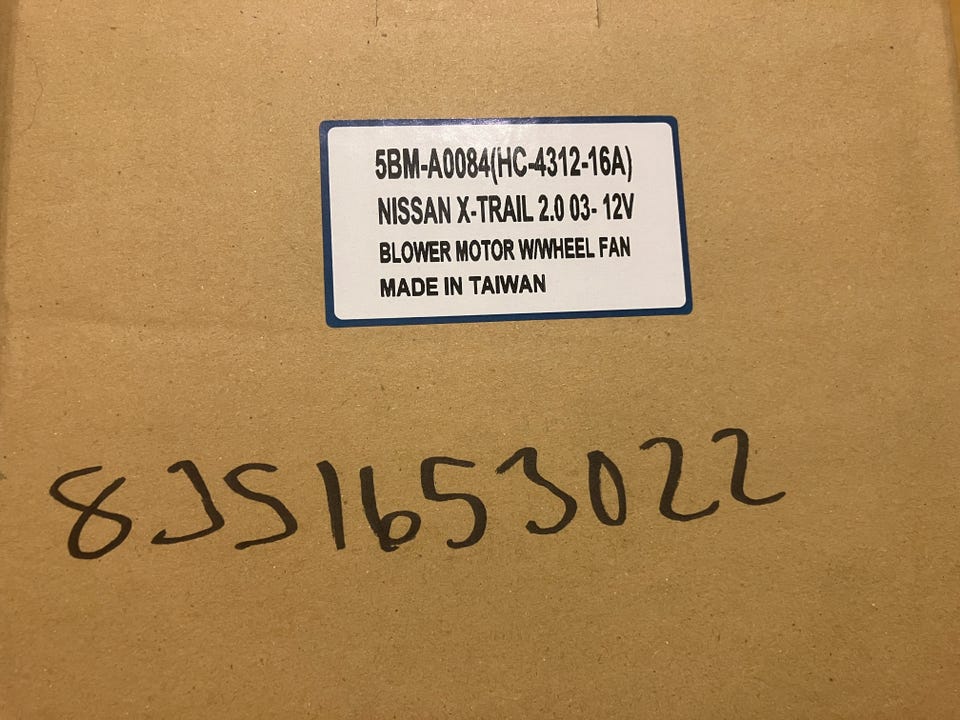 5BM-A0084(HC-4312-16A)
NISSAN X-TRAIL 2.0 03- 12V
BLOWER MOTOR W/WHEEL FAN
MADE IN TAIWAN
8JS1653022